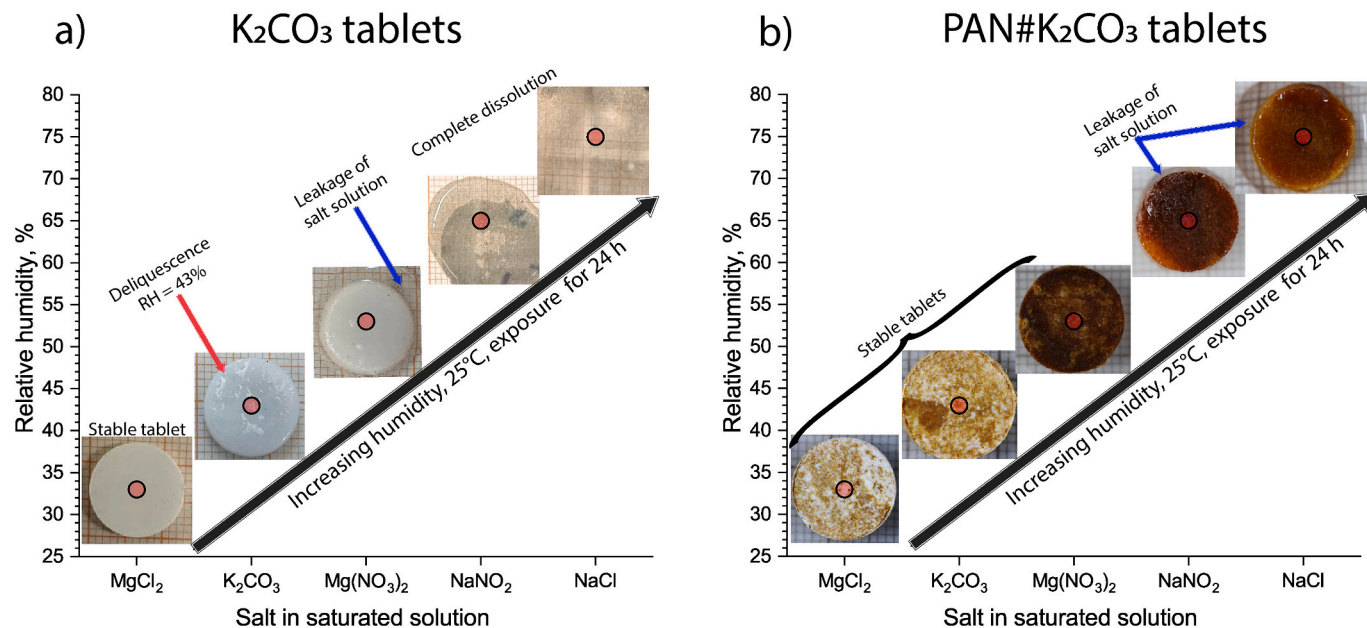 a) K₂CO₃ tablets
Relative humidity, %
80
75
70
65
60
55
50
45
40
35
30
25
Complete dissolution
Leakage of
salt solution
Deliquescence
RH = 43%
Stable tablet
Increasing humidity, 25°C, exposure for 24 h
MgCl₂ K₂CO₃ Mg(NO₃)₂ NaNO₂ NaCl
Salt in saturated solution
b) PAN#K₂CO₃ tablets
Relative humidity, %
80
75
70
65
60
55
50
45
40
35
30
25
Leakage of
salt solution
Stable tablets
Increasing humidity, 25°C, exposure for 24 h
MgCl₂ K₂CO₃ Mg(NO₃)₂ NaNO₂ NaCl
Salt in saturated solution